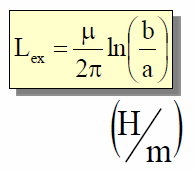 L_ex = μ/2π ln(b/a)
(H/m)